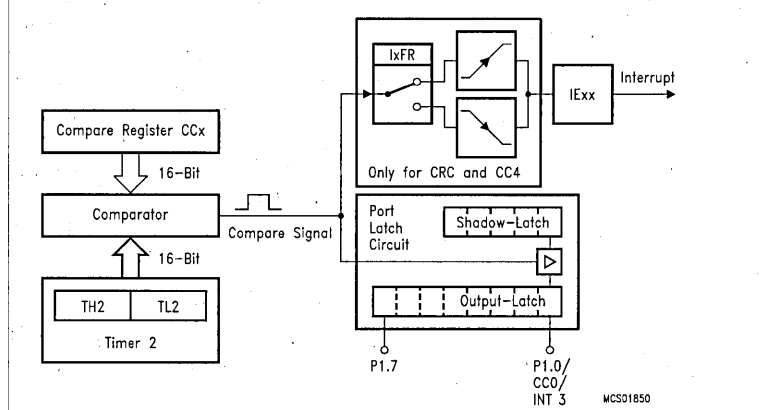 IxFR
Interrupt
IExx
Compare Register CCx
16-Bit
Only for CRC and CC4
Comparator
Compare Signal
Port
Latch
Circuit
Shadow-Latch
16-Bit
TH2
TL2
Timer 2
Output-Latch
P1.7
P1.0/
CC0/
INT 3
MCS01850